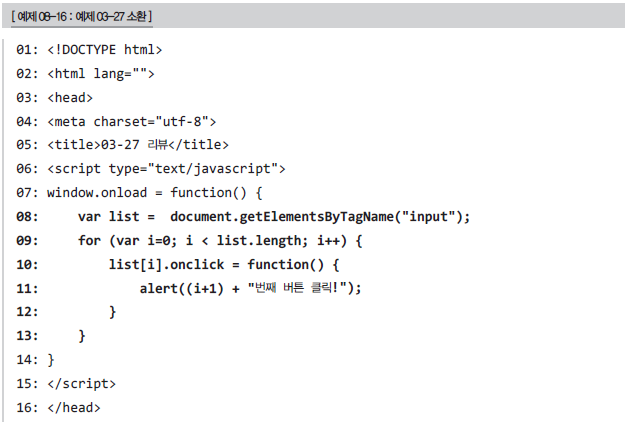 [ 예제 08-16 : 예제 03-27 소환 ]
01: <!DOCTYPE html>
02: <html lang="">
03: <head>
04: <meta charset="utf-8">
05: <title>03-27 리뷰</title>
06: <script type="text/javascript">
07: window.onload = function() {
08:     var list =  document.getElementsByTagName("input");
09:     for (var i=0; i < list.length; i++) {
10:         list[i].onclick = function() {
11:             alert((i+1) + "번째 버튼 클릭!");
12:         }
13:     }
14: }
15: </script>
16: </head>